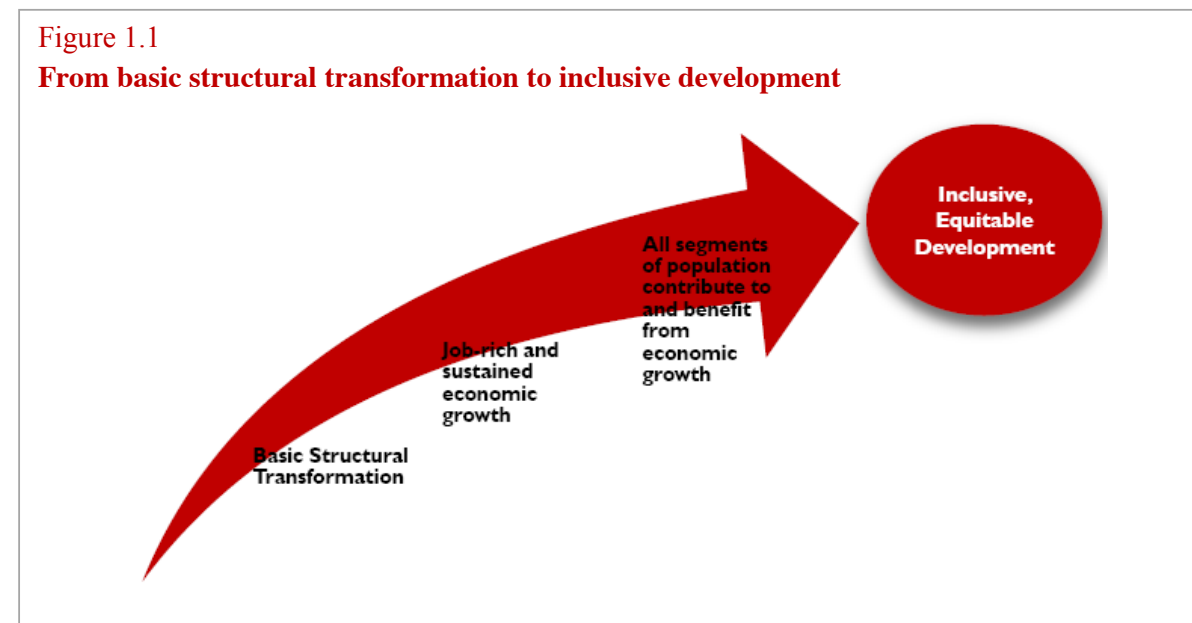 Figure 1.1
From basic structural transformation to inclusive development
Inclusive,
Equitable
Development
All segments
of population
contribute to
and benefit
from
economic
growth
Job-rich and
sustained
economic
growth
Basic Structural
Transformation